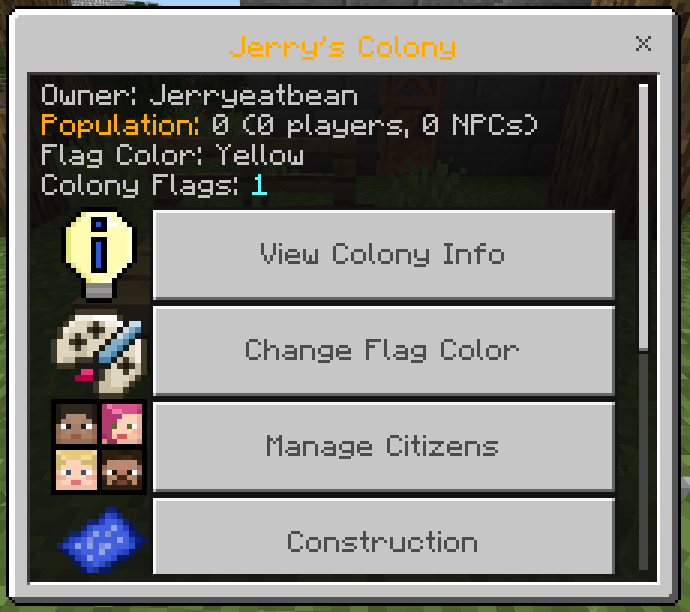 Jerry's Colony
Owner: Jerryeatbean
Population: 0 (0 players, 0 NPCs)
Flag Color: Yellow
Colony Flags: 1
View Colony Info
Change Flag Color
Manage Citizens
Construction